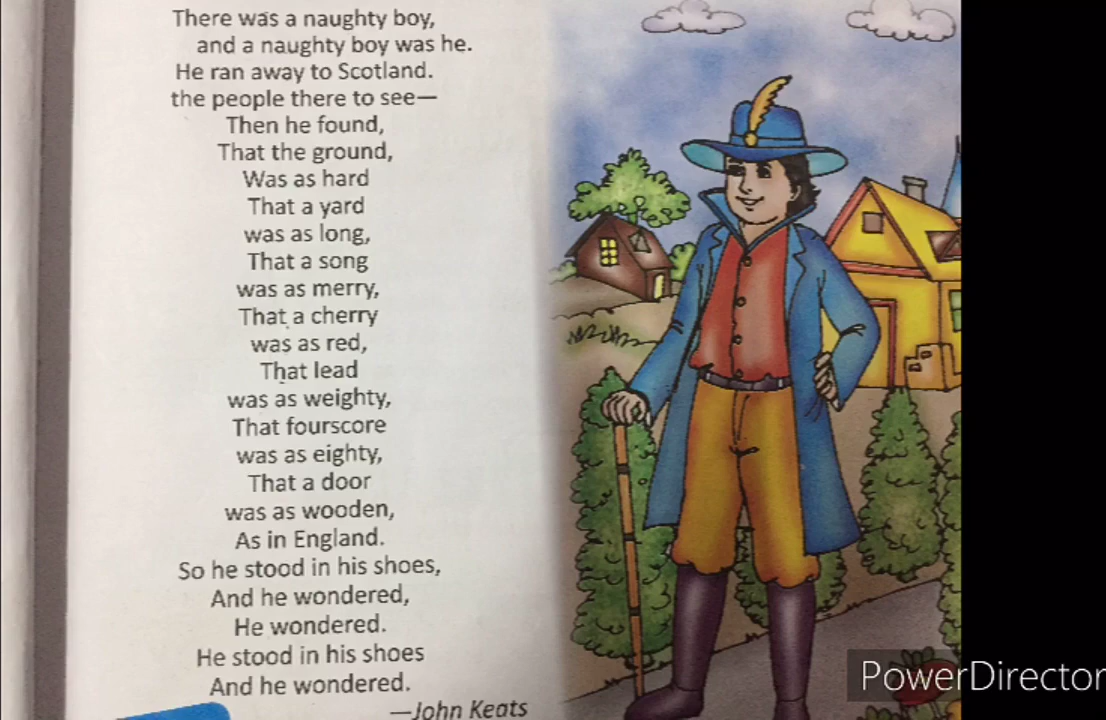 There was a naughty boy,
and a naughty boy was he.
He ran away to Scotland.
the people there to see—
Then he found,
That the ground,
Was as hard
That a yard
was as long,
That a song
was as merry,
That a cherry
was as red,
That lead
was as weighty,
That fourscore
was as eighty,
That a door
was as wooden,
As in England.
So he stood in his shoes,
And he wondered,
He wondered.
He stood in his shoes
And he wondered.
—John Keats
PowerDirector